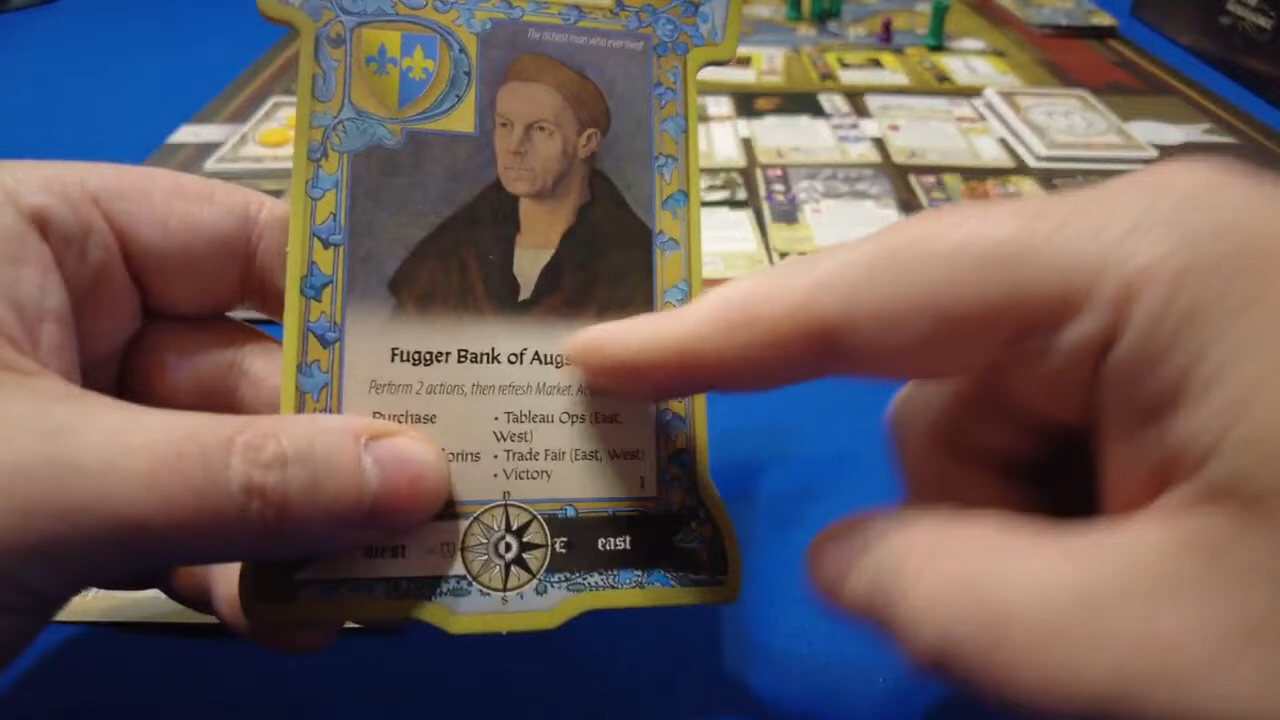 The richest man who ever lived!
Fugger Bank of Augs
Perform 2 actions, then refresh Market.
Purchase
• Tableau Ops (East, West)
orins
• Trade Fair (East, West)
• Victory
n
West
E east
S